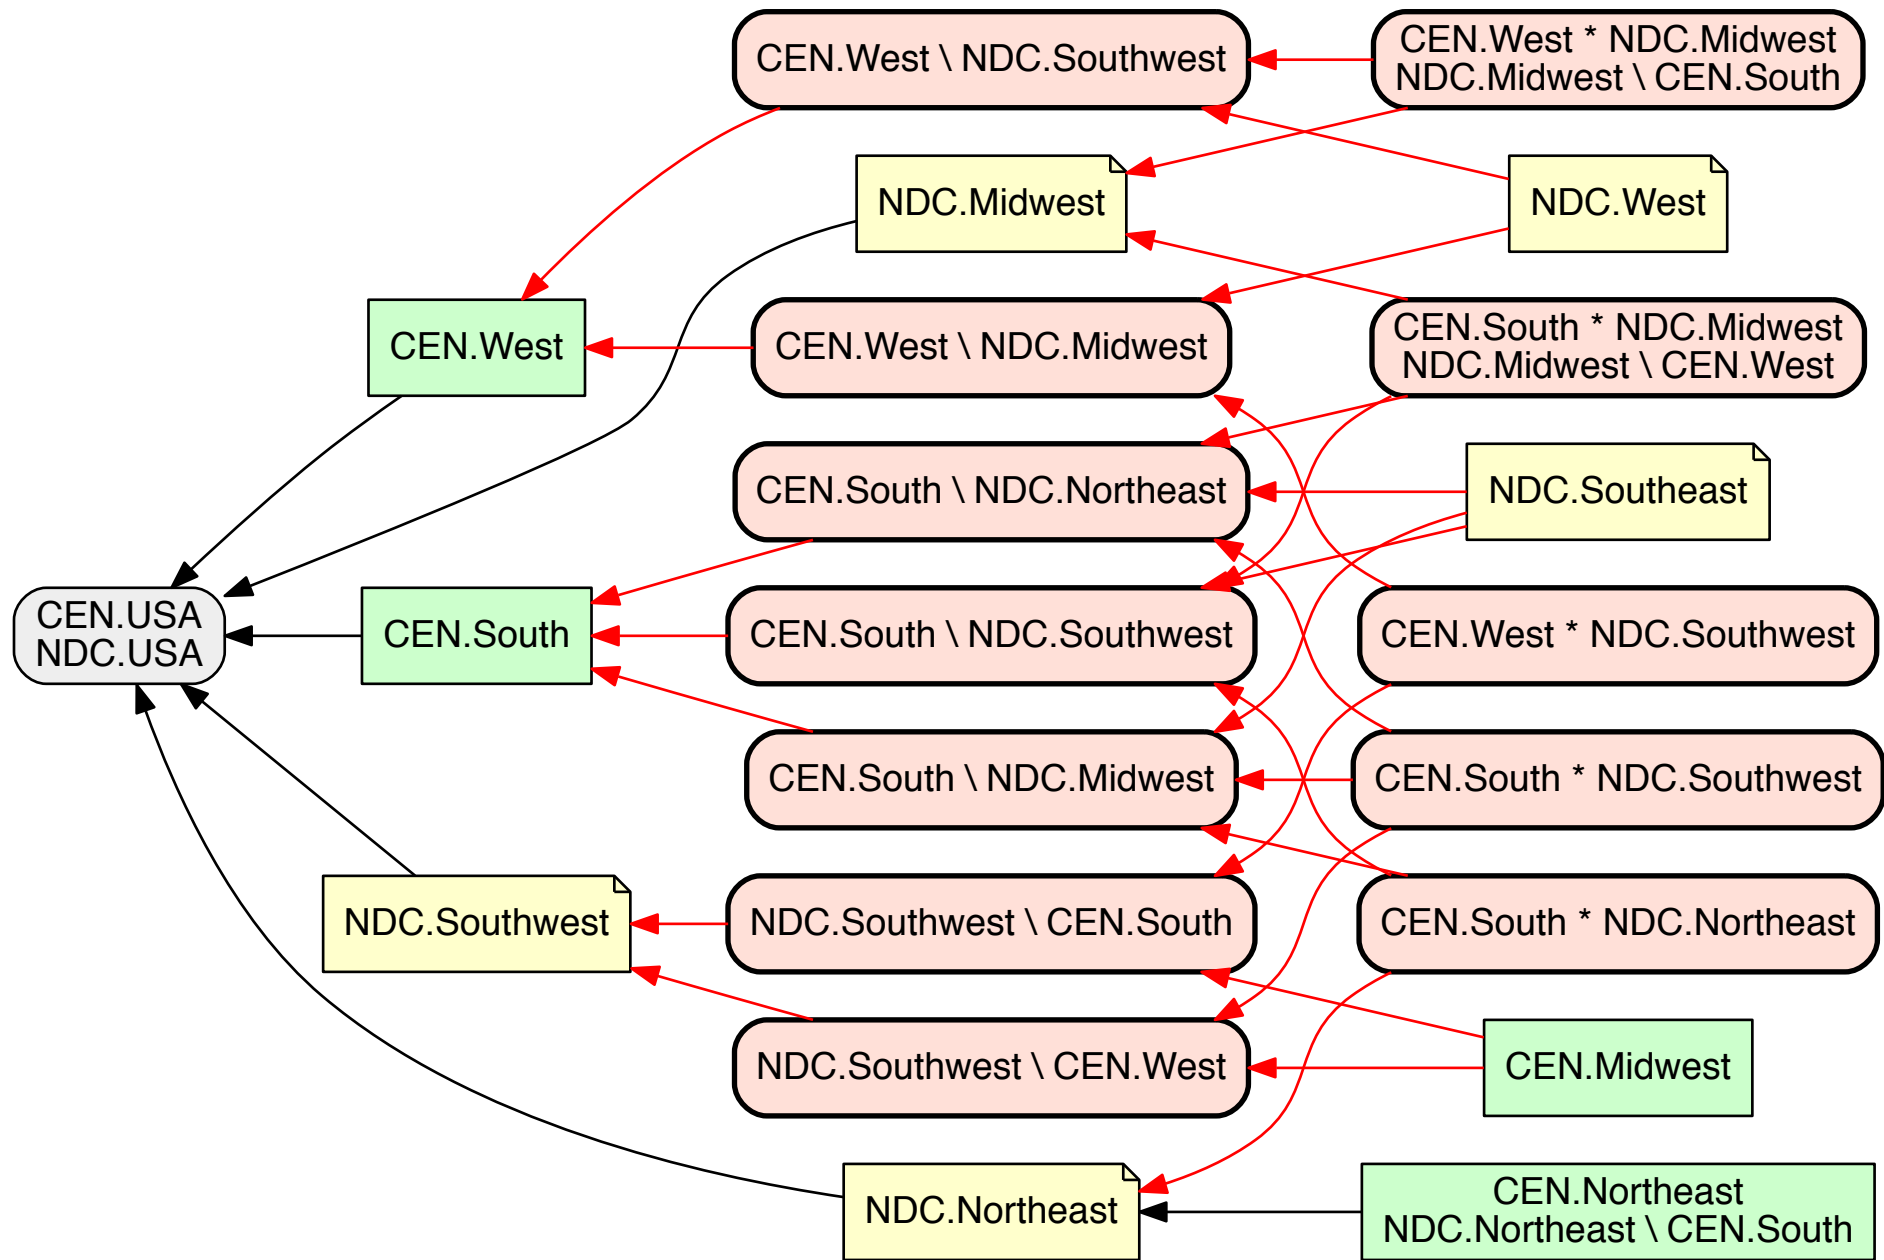 CEN.West \ NDC.Southwest
CEN.West * NDC.Midwest
NDC.Midwest \ CEN.South
NDC.Midwest
NDC.West
CEN.West
CEN.West \ NDC.Midwest
CEN.South * NDC.Midwest
NDC.Midwest \ CEN.West
CEN.South \ NDC.Northeast
NDC.Southeast
CEN.USA
NDC.USA
CEN.South
CEN.South \ NDC.Southwest
CEN.West * NDC.Southwest
CEN.South \ NDC.Midwest
CEN.South * NDC.Southwest
NDC.Southwest
NDC.Southwest \ CEN.South
CEN.South * NDC.Northeast
NDC.Southwest \ CEN.West
CEN.Midwest
NDC.Northeast
CEN.Northeast
NDC.Northeast \ CEN.South